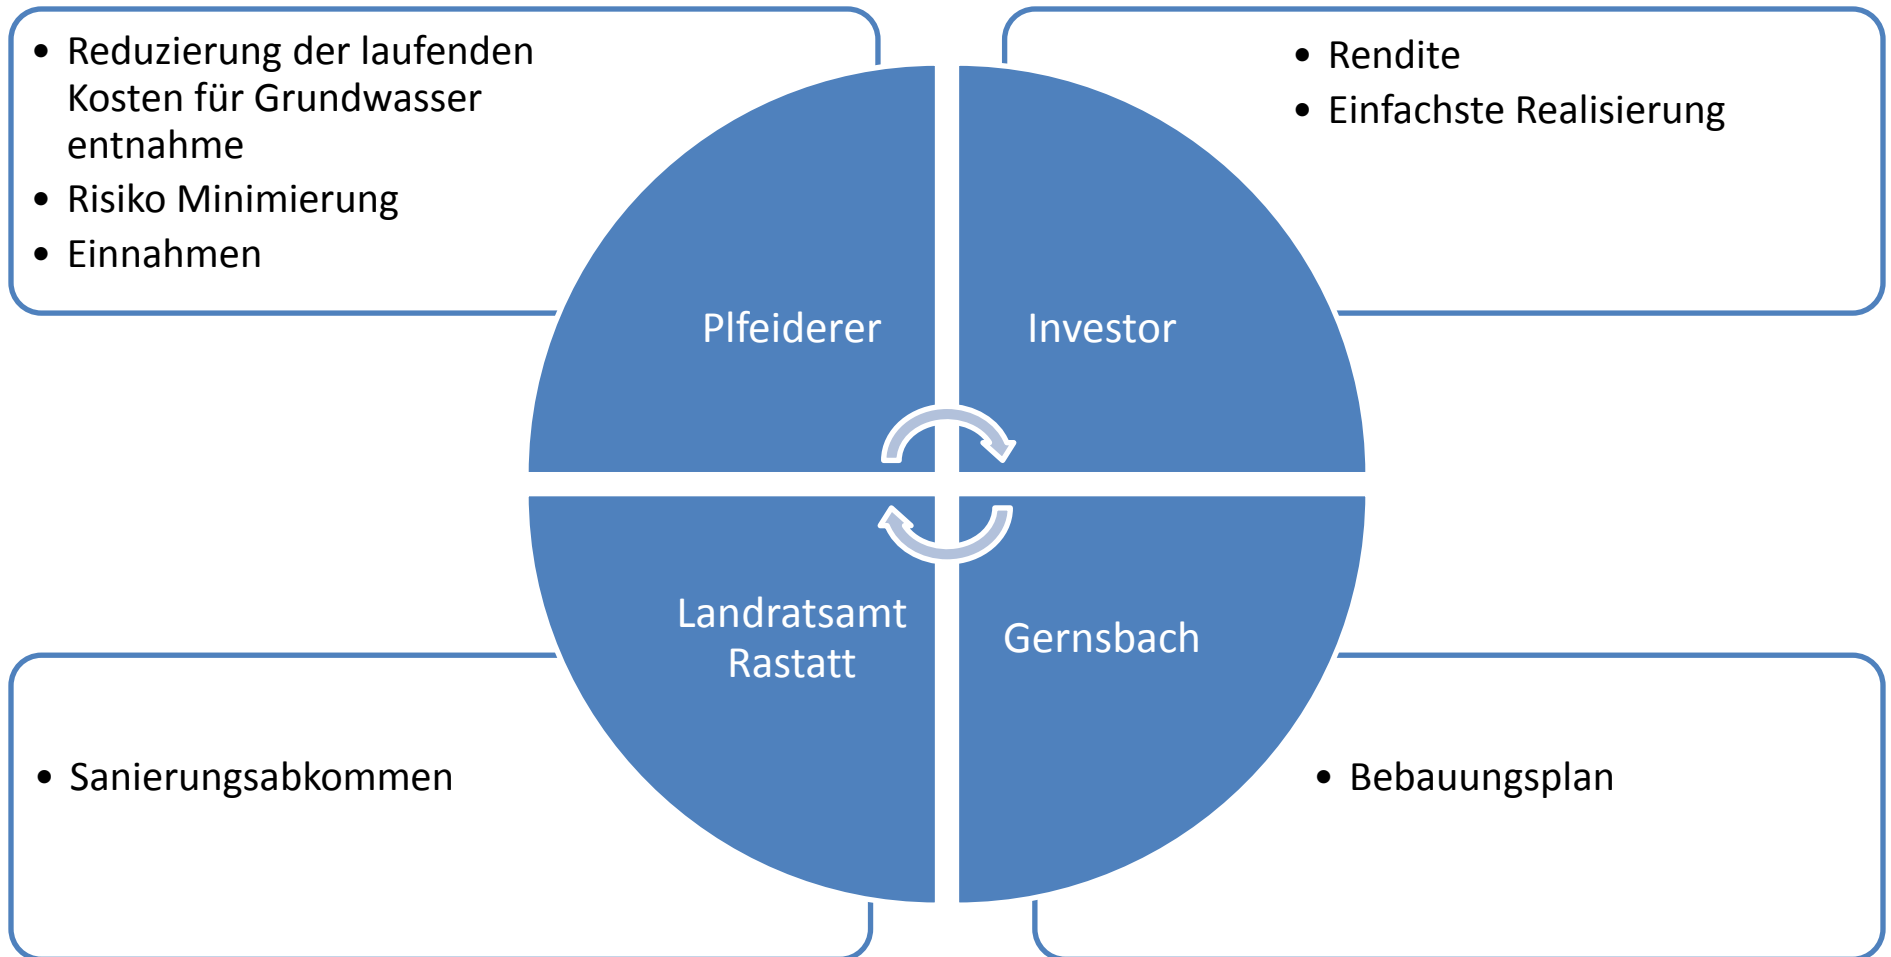 • Reduzierung der laufenden
Kosten für Grundwasser
entnahme
• Risiko Minimierung
• Einnahmen
• Rendite
• Einfachste Realisierung
Plfeiderer
Investor
Landratsamt
Rastatt
Gernsbach
• Sanierungsabkommen
• Bebauungsplan